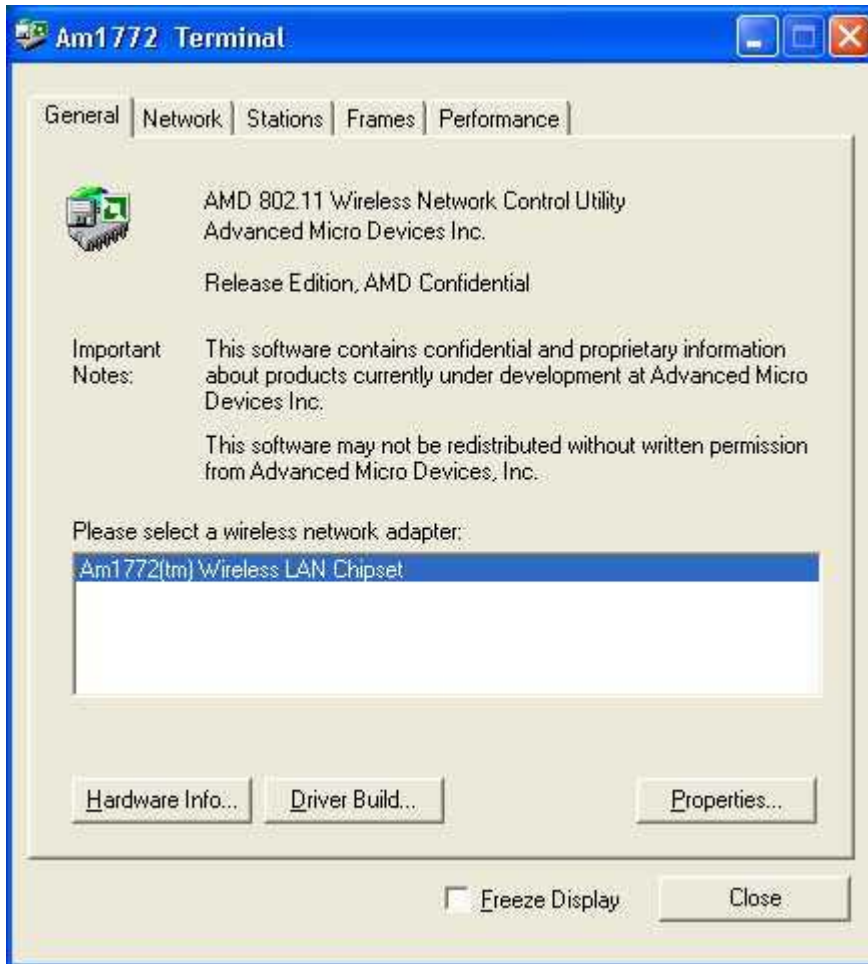 Am1772 Terminal
General Network Stations Frames Performance
AMD 802.11 Wireless Network Control Utility
Advanced Micro Devices Inc.
Release Edition, AMD Confidential
Important Notes:
This software contains confidential and proprietary information
about products currently under development at Advanced Micro
Devices Inc.
This software may not be redistributed without written permission
from Advanced Micro Devices, Inc.
Please select a wireless network adapter:
Am1772(tm) Wireless LAN Chipset
Hardware Info... Driver Build... Properties...
Freeze Display Close